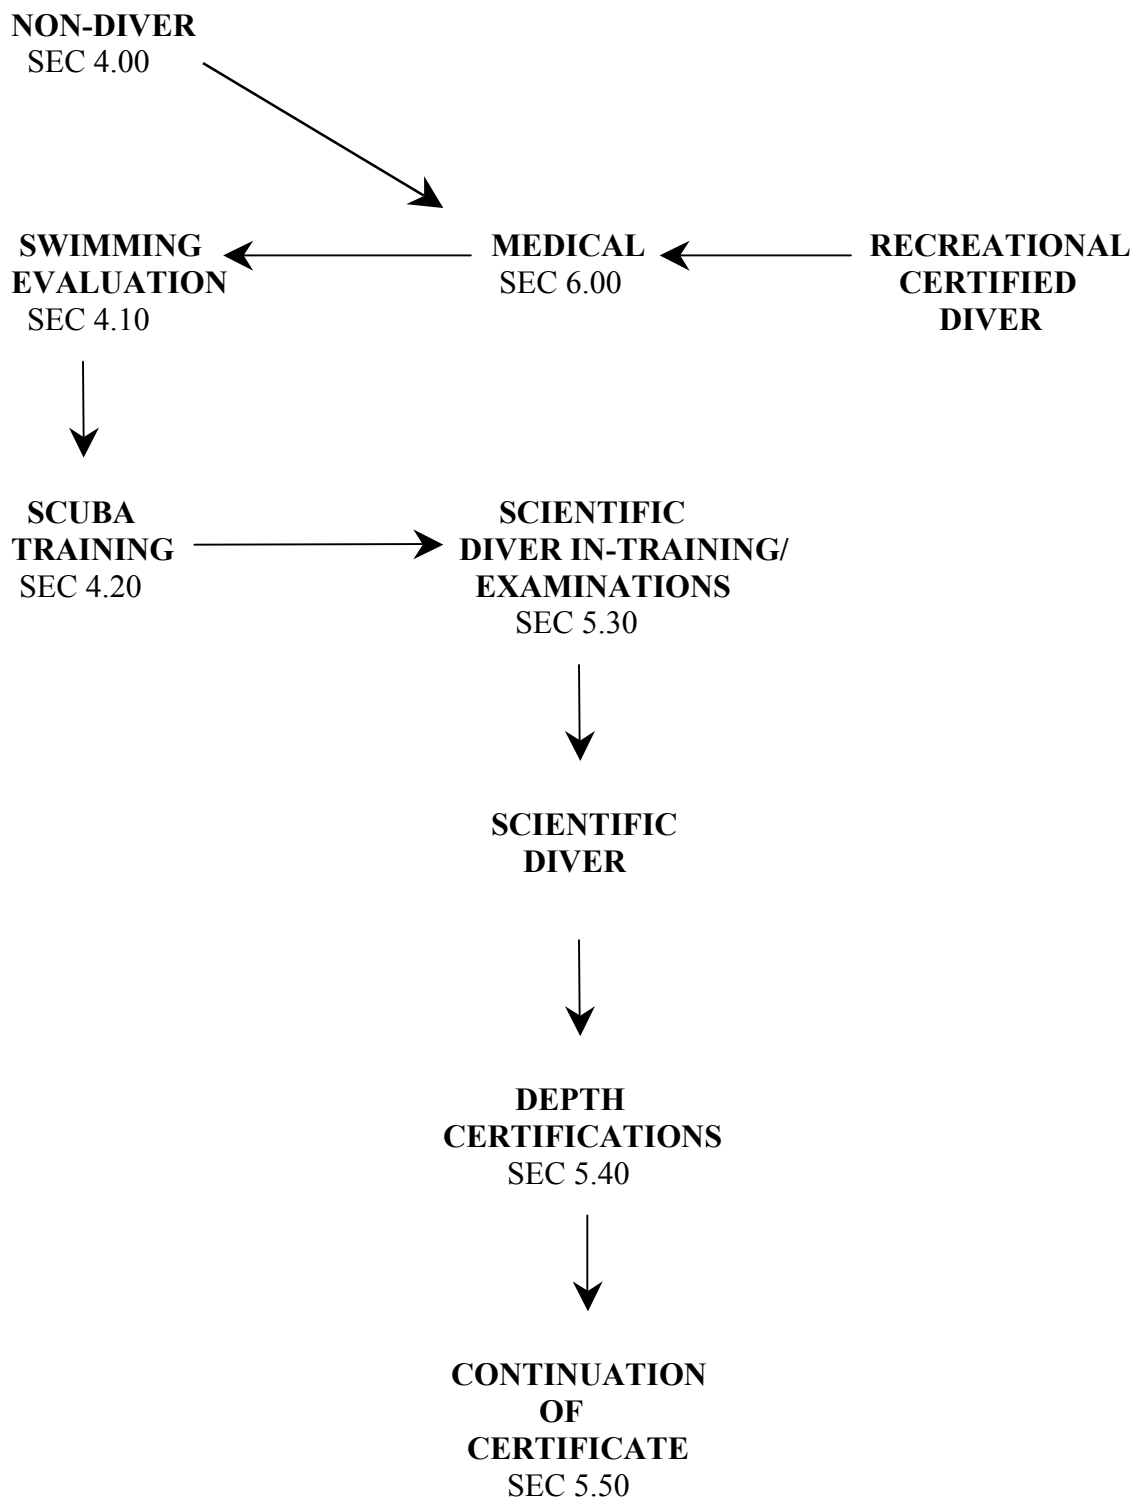 NON-DIVER
SEC 4.00
SWIMMING
EVALUATION
SEC 4.10
MEDICAL
SEC 6.00
RECREATIONAL
CERTIFIED
DIVER
SCUBA
TRAINING
SEC 4.20
SCIENTIFIC
DIVER IN-TRAINING/
EXAMINATIONS
SEC 5.30
SCIENTIFIC
DIVER
DEPTH
CERTIFICATIONS
SEC 5.40
CONTINUATION
OF
CERTIFICATE
SEC 5.50